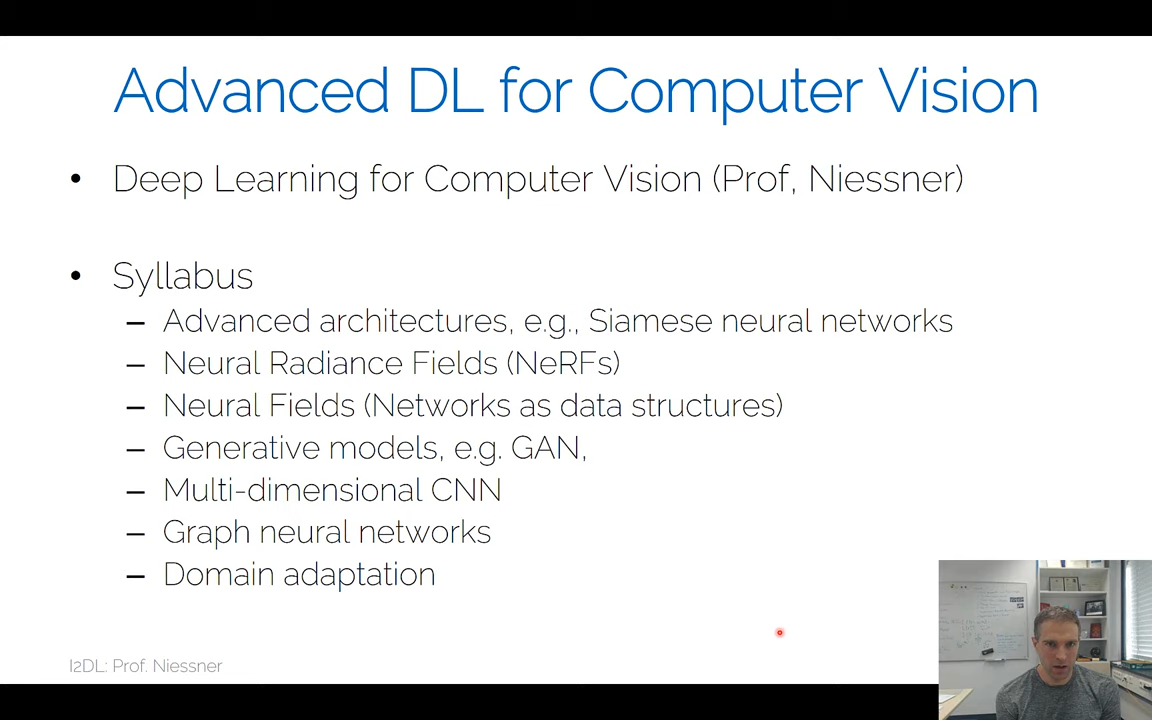 Advanced DL for Computer Vision
• Deep Learning for Computer Vision (Prof, Niessner)
• Syllabus
– Advanced architectures, e.g., Siamese neural networks
– Neural Radiance Fields (NeRFs)
– Neural Fields (Networks as data structures)
– Generative models, e.g. GAN,
– Multi-dimensional CNN
– Graph neural networks
– Domain adaptation
I2DL: Prof. Niessner